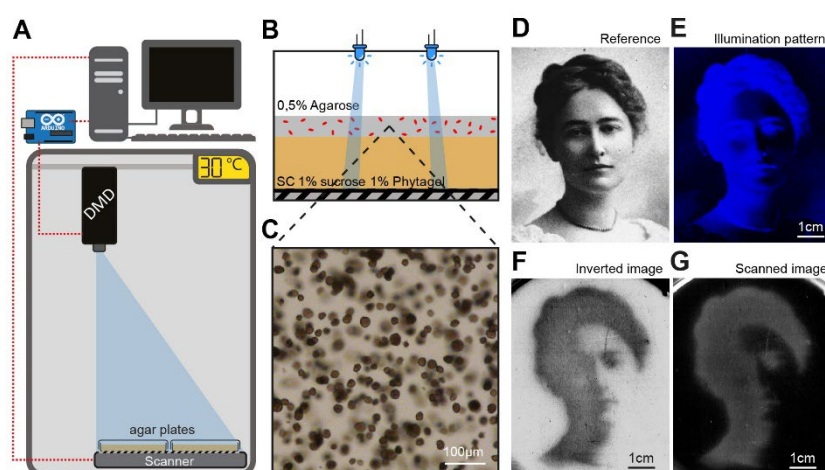 A
ARDUINO
30 °C
DMD
agar plates
Scanner
B
0,5% Agarose
SC 1% sucrose 1% Phytagel
C
100µm
D
Reference
E
Illumination pattern
1cm
F
Inverted image
1cm
G
Scanned image
1cm